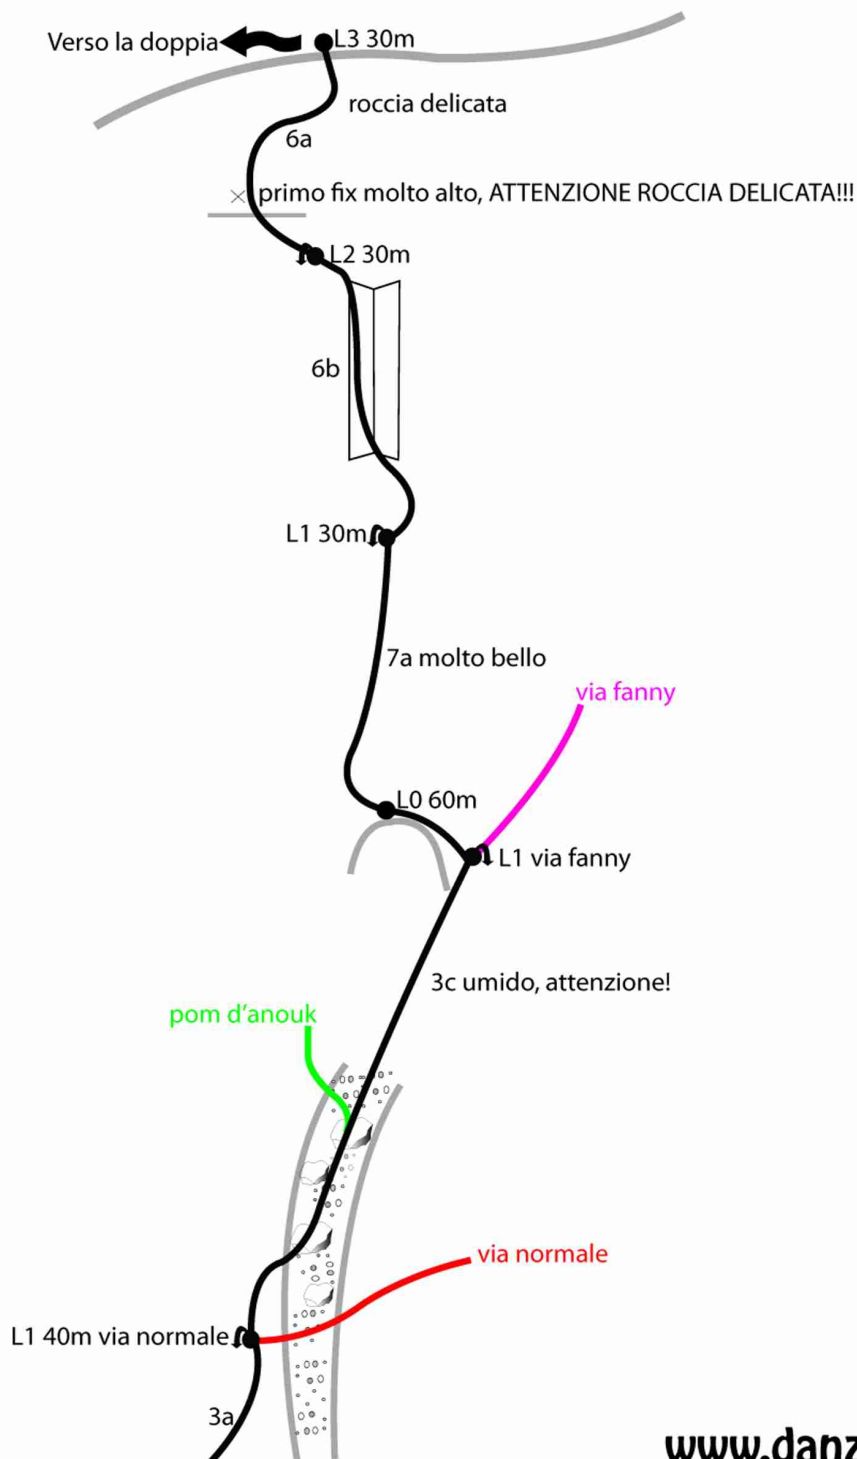 Verso la doppia
L3 30m
roccia delicata
6a
primo fix molto alto, ATTENZIONE ROCCIA DELICATA!!!
L2 30m
6b
L1 30m
7a molto bello
via fanny
L0 60m
L1 via fanny
3c umido, attenzione!
pom d'anouk
via normale
L1 40m via normale
3a
www.danz